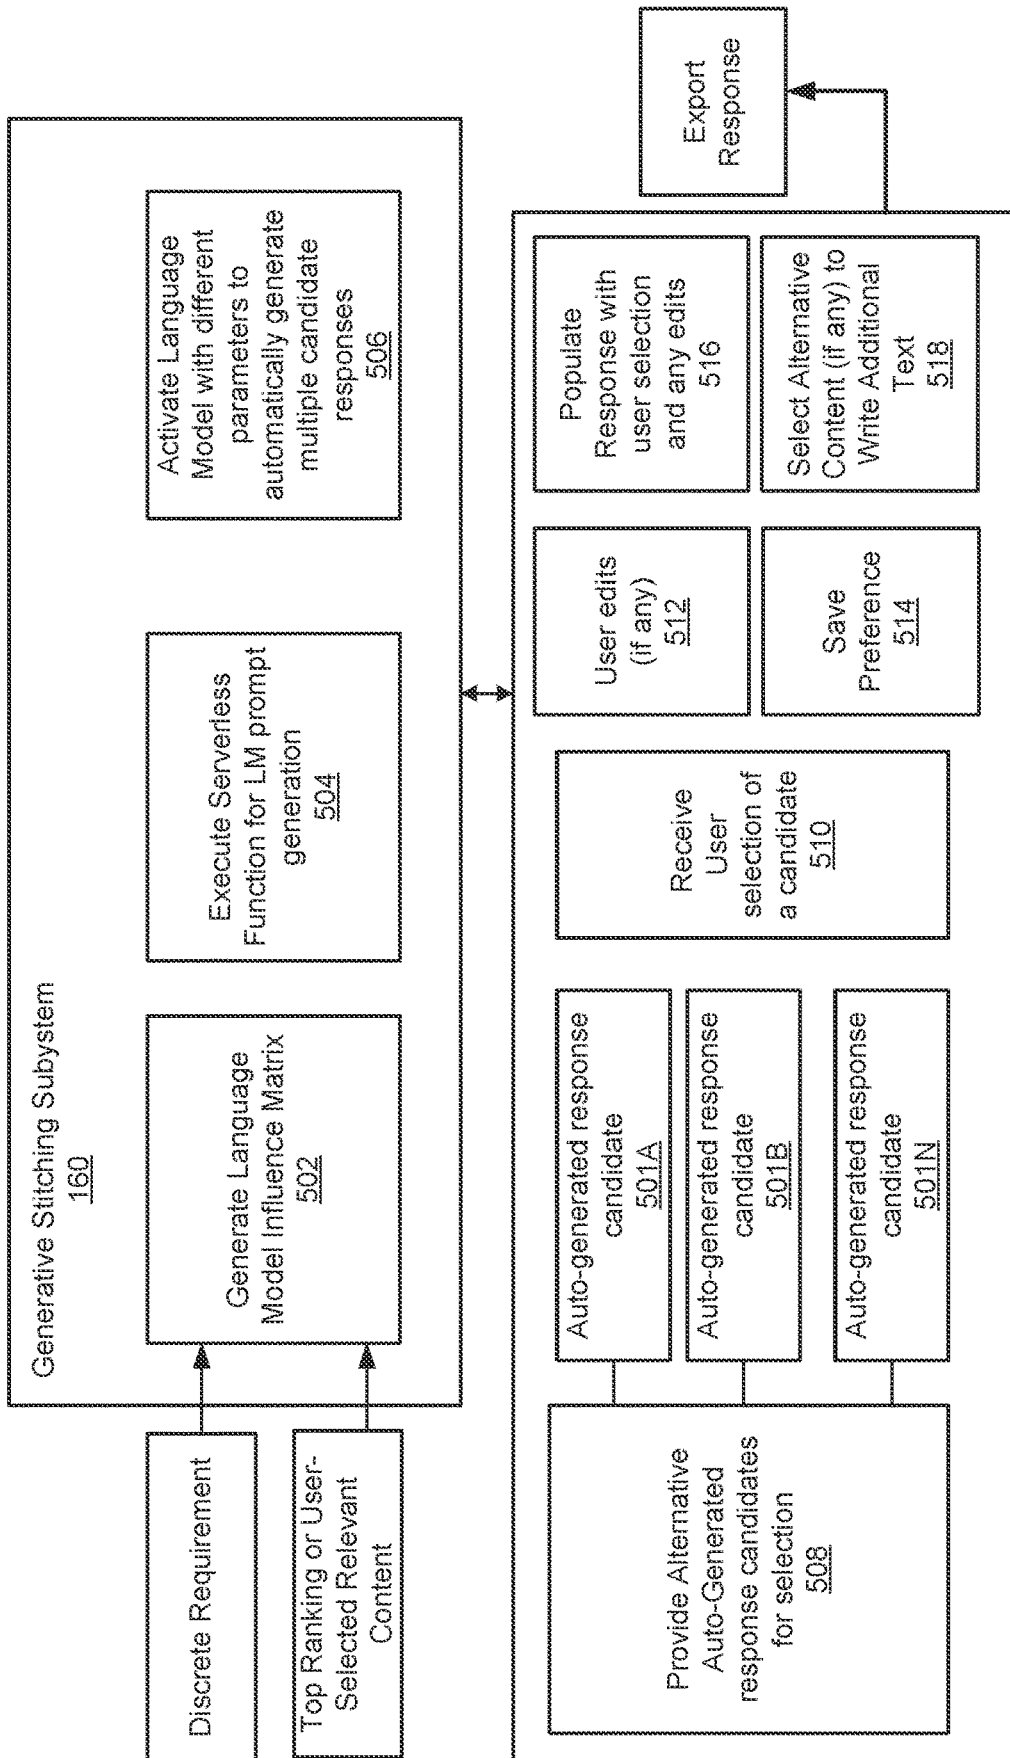 Generative Stitching Subystem
160
Discrete Requirement
Top Ranking or User-
Selected Relevant
Content
Generate Language
Model Influence Matrix
502
Execute Serverless
Function for LM prompt
generation
504
Activate Language
Model with different
parameters to
automatically generate
multiple candidate
responses
506
Provide Alternative
Auto-Generated
response candidates
for selection
508
Auto-generated response
candidate
501A
Auto-generated response
candidate
501B
Auto-generated response
candidate
501N
Receive
User
selection of
a candidate
510
User edits
(if any)
512
Save
Preference
514
Populate
Response with
user selection
and any edits
516
Select Alternative
Content (if any) to
Write Additional
Text
518
Export
Response